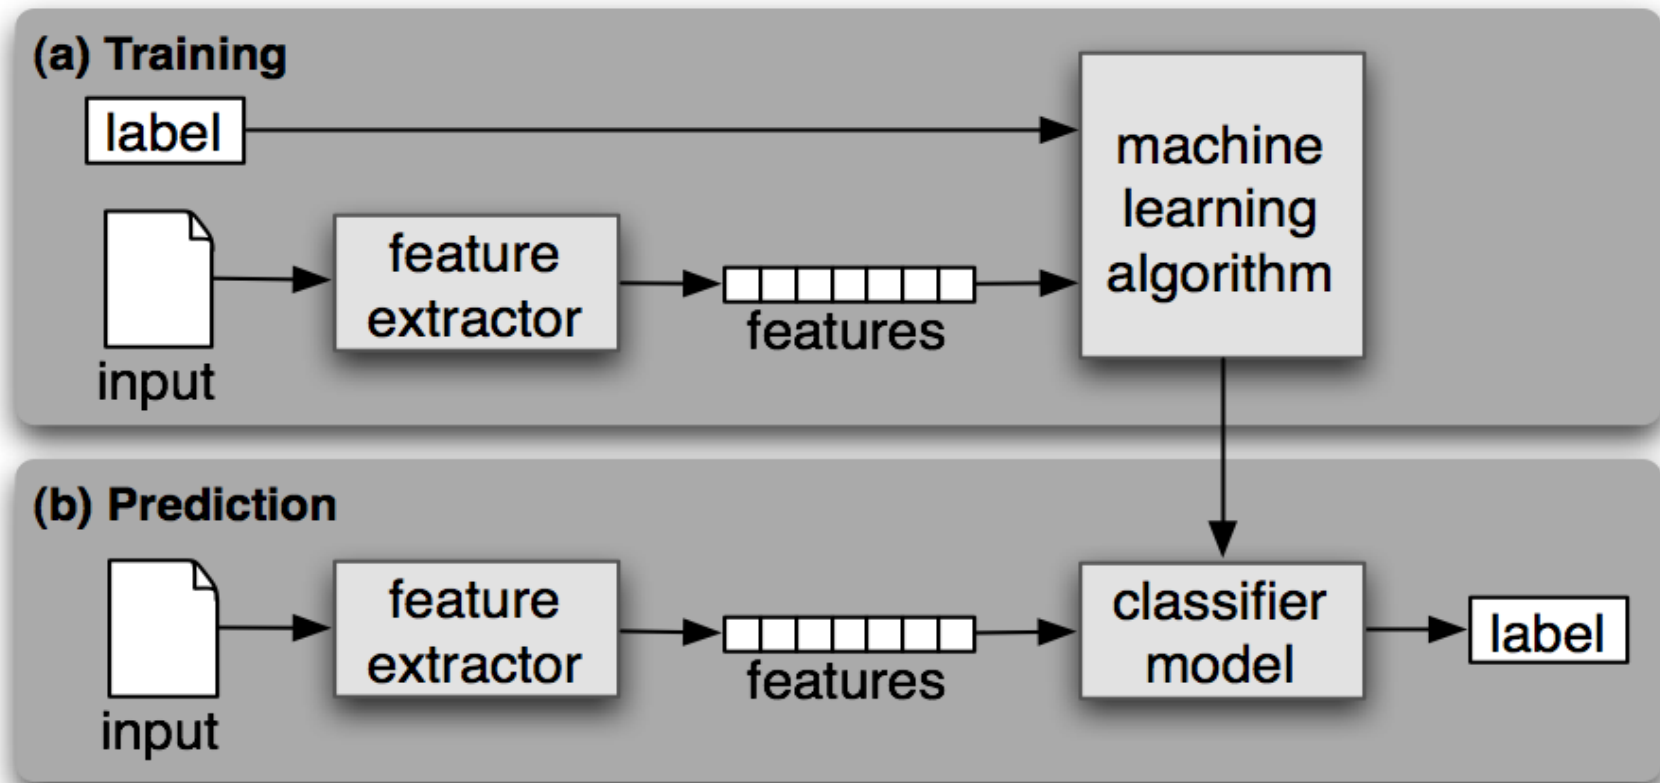 (a) Training
label
machine
learning
algorithm
feature
extractor
features
input
(b) Prediction
feature
extractor
features
classifier
model
label
input